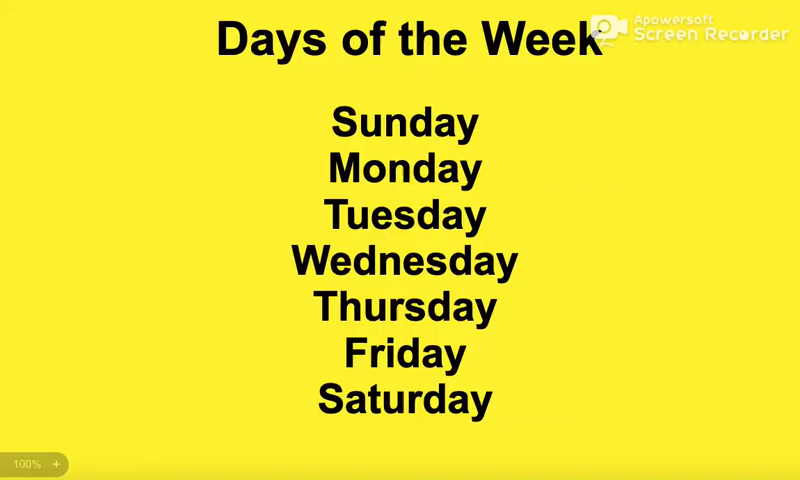 Days of the Week
Apowersoft
Screen Recorder
Sunday
Monday
Tuesday
Wednesday
Thursday
Friday
Saturday
100% +